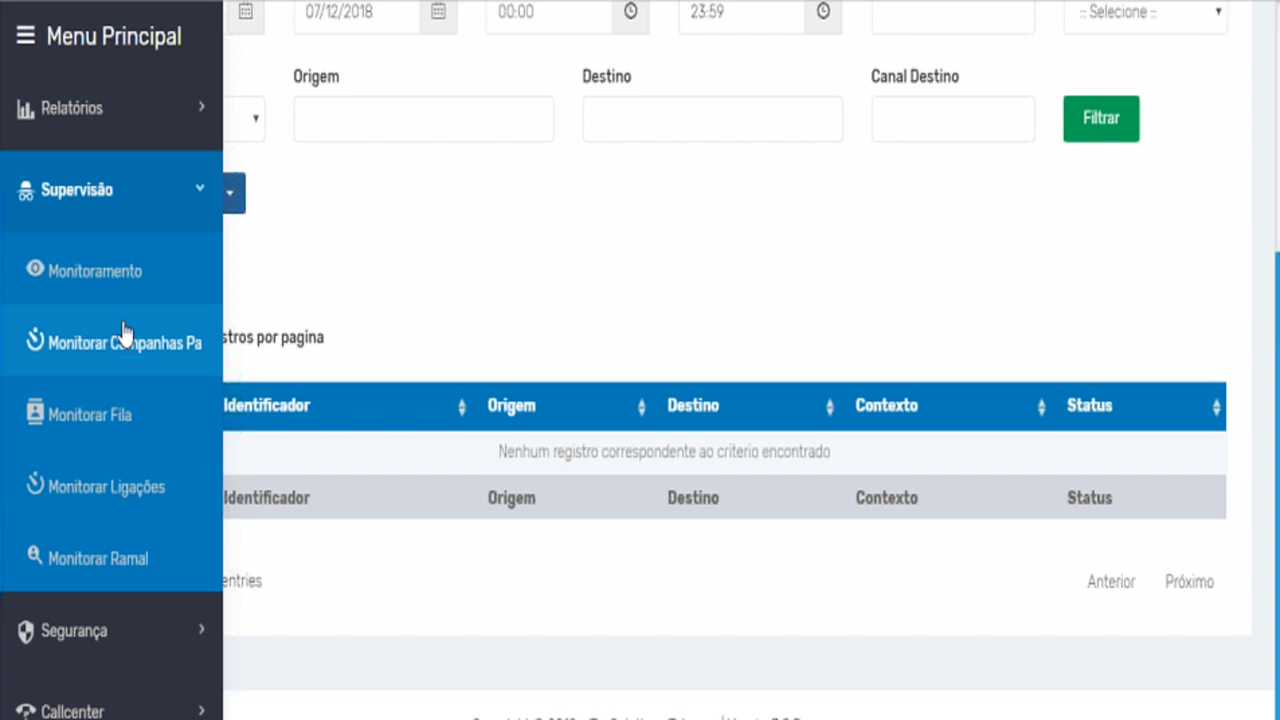 Menu Principal
07/12/2018
00:00
23:59
:: Selecione ::
Relatórios
Origem
Destino
Canal Destino
Filtrar
Supervisão
Monitoramento
Monitorar Campanhas Pa
stros por pagina
Identificador
Origem
Destino
Contexto
Status
Monitorar Fila
Nenhum registro correspondente ao criterio encontrado
Monitorar Ligações
Identificador
Origem
Destino
Contexto
Status
Monitorar Ramal
entries
Anterior
Próximo
Segurança
Callcenter